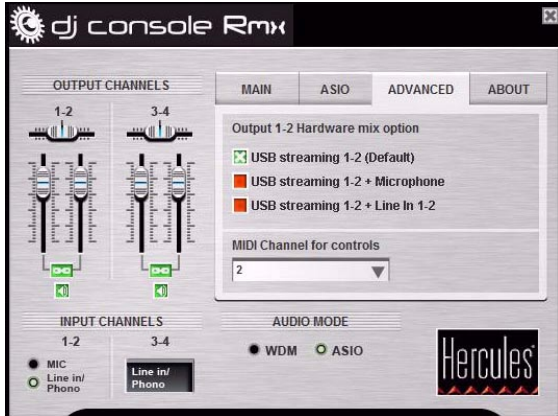 dj console Rmx
OUTPUT CHANNELS
1-2 3-4
MAIN ASIO ADVANCED ABOUT
Output 1-2 Hardware mix option
USB streaming 1-2 (Default)
USB streaming 1-2 + Microphone
USB streaming 1-2 + Line In 1-2
MIDI Channel for controls
2
INPUT CHANNELS
1-2 3-4
MIC
Line in/
Phono
Line in/
Phono
AUDIO MODE
WDM ASIO
Hercules